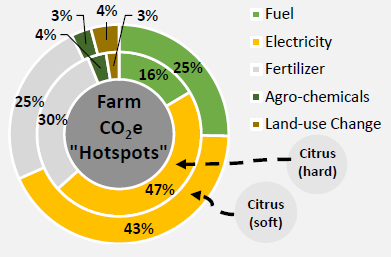 3%
4%
3%
4%
16%
25%
25%
30%
47%
43%
Farm
CO₂e
"Hotspots"
Fuel
Electricity
Fertilizer
Agro-chemicals
Land-use Change
Citrus
(hard)
Citrus
(soft)